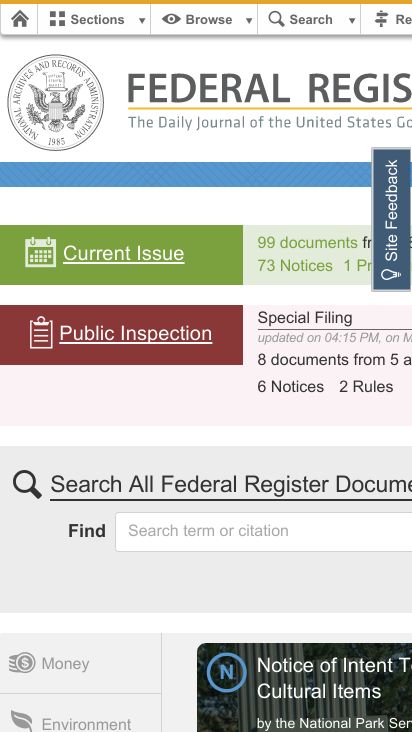 Sections ▾ Browse ▾ Search ▾ Re
FEDERAL REGIS
The Daily Journal of the United States Go
NATIONAL ARCHIVES AND RECORDS ADMINISTRATION
1985
Site Feedback
Current Issue
99 documents fr
73 Notices 1 Pr
Public Inspection
Special Filing
updated on 04:15 PM, on M
8 documents from 5 a
6 Notices 2 Rules
Search All Federal Register Docume
Find Search term or citation
Money
Environment
N
Notice of Intent T
Cultural Items
by the National Park Ser